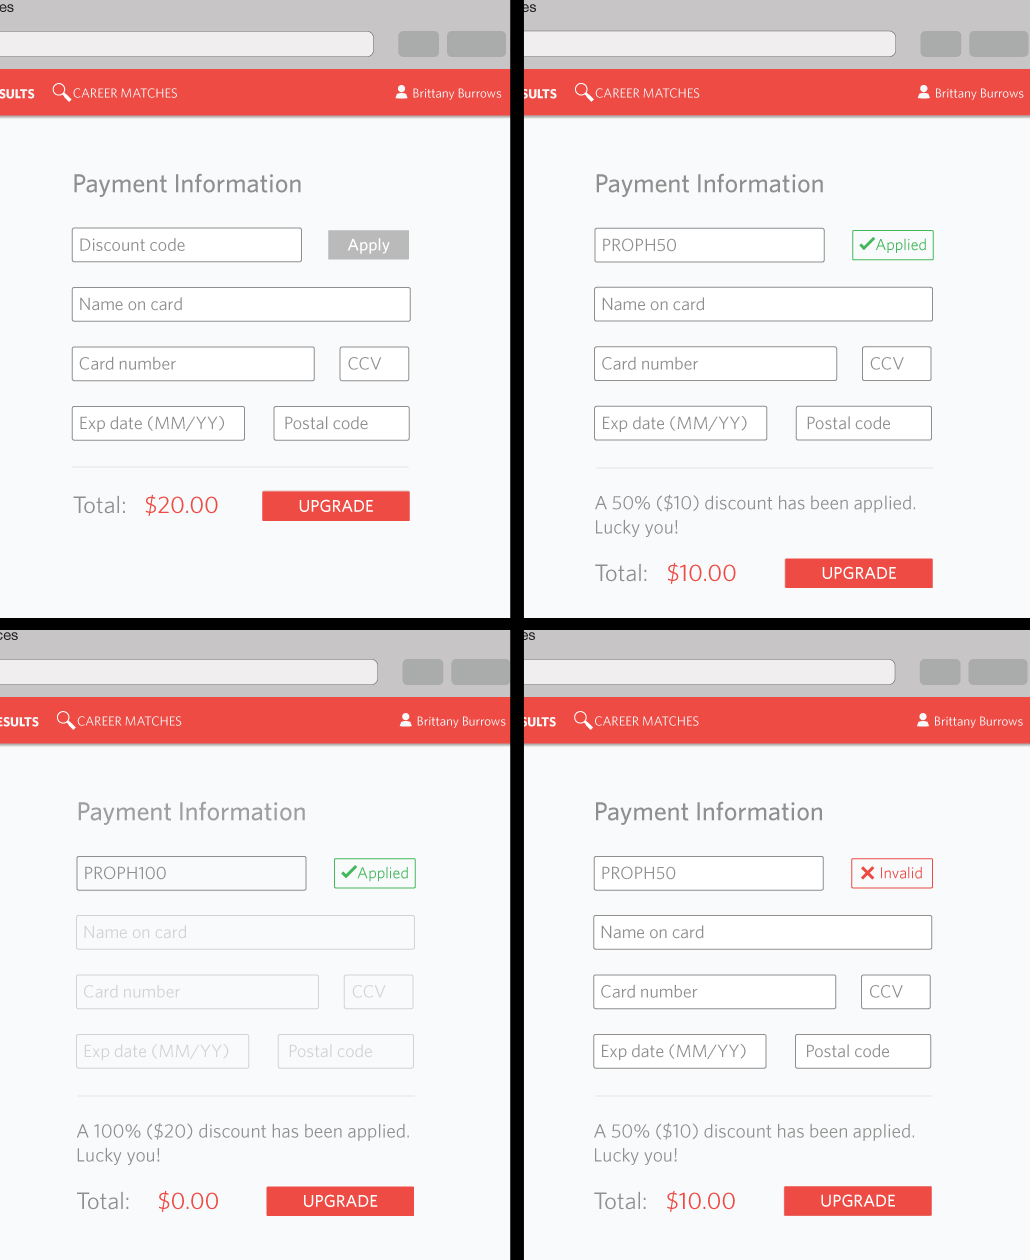 es
SULTS CAREER MATCHES Brittany Burrows
Payment Information
Discount code Apply
Name on card
Card number CCV
Exp date (MM/YY) Postal code
Total: $20.00 UPGRADE
es
SULTS CAREER MATCHES Brittany Burrows
Payment Information
PROPH50 Applied
Name on card
Card number CCV
Exp date (MM/YY) Postal code
A 50% ($10) discount has been applied.
Lucky you!
Total: $10.00 UPGRADE
ces
ESULTS CAREER MATCHES Brittany Burrows
Payment Information
PROPH100 Applied
Name on card
Card number CCV
Exp date (MM/YY) Postal code
A 100% ($20) discount has been applied.
Lucky you!
Total: $0.00 UPGRADE
es
SULTS CAREER MATCHES Brittany Burrows
Payment Information
PROPH50 Invalid
Name on card
Card number CCV
Exp date (MM/YY) Postal code
A 50% ($10) discount has been applied.
Lucky you!
Total: $10.00 UPGRADE